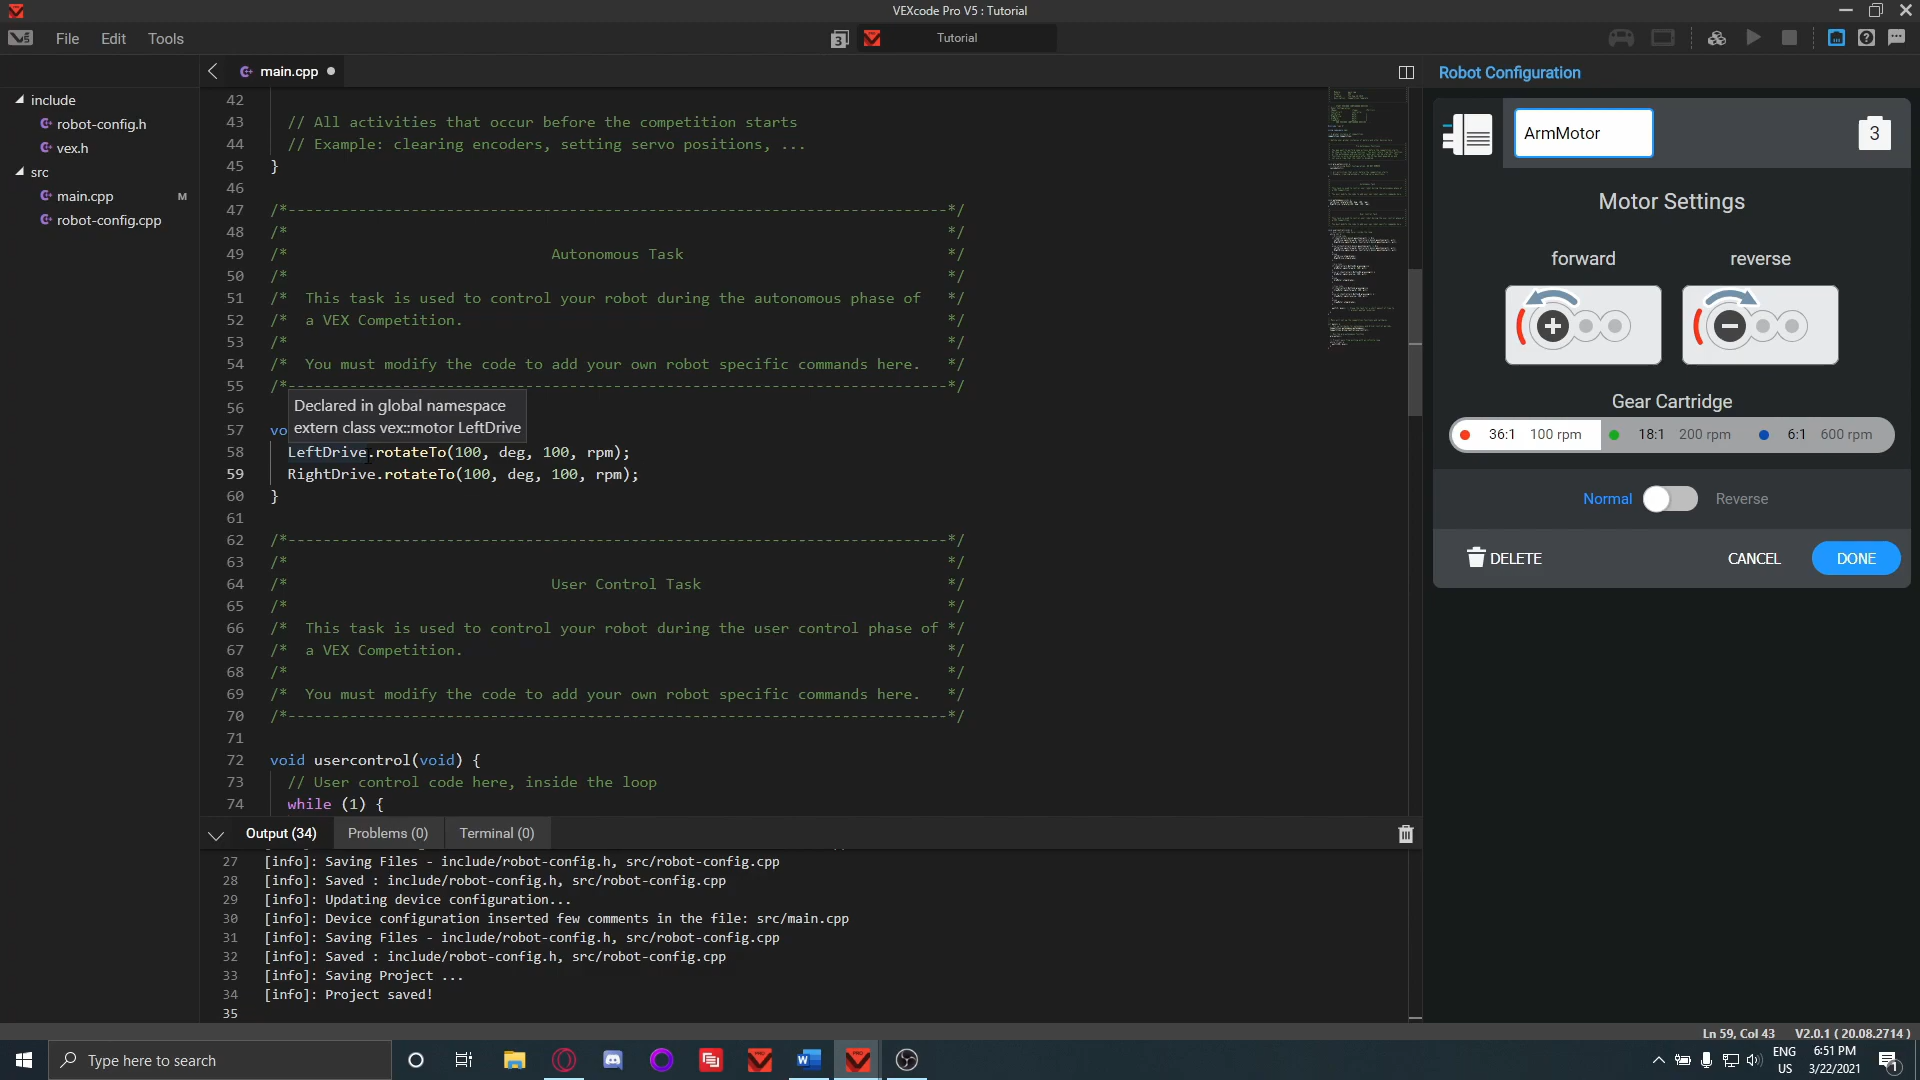 VEXcode Pro V5 : Tutorial
File Edit Tools
3 Tutorial
include
robot-config.h
vex.h
src
main.cpp M
robot-config.cpp
main.cpp
42
43 // All activities that occur before the competition starts
44 // Example: clearing encoders, setting servo positions, ...
45 }
46
47 /*---------------------------------------------------------------------------*/
48 /* */
49 /* Autonomous Task */
50 /* */
51 /* This task is used to control your robot during the autonomous phase of */
52 /* a VEX Competition. */
53 /* */
54 /* You must modify the code to add your own robot specific commands here. */
55 /*---------------------------------------------------------------------------*/
56
Declared in global namespace
extern class vex::motor LeftDrive
57 vo
58 LeftDrive.rotateTo(100, deg, 100, rpm);
59 RightDrive.rotateTo(100, deg, 100, rpm);
60 }
61
62 /*---------------------------------------------------------------------------*/
63 /* */
64 /* User Control Task */
65 /* */
66 /* This task is used to control your robot during the user control phase of */
67 /* a VEX Competition. */
68 /* */
69 /* You must modify the code to add your own robot specific commands here. */
70 /*---------------------------------------------------------------------------*/
71
72 void usercontrol(void) {
73 // User control code here, inside the loop
74 while (1) {
Output (34) Problems (0) Terminal (0)
27 [info]: Saving Files - include/robot-config.h, src/robot-config.cpp
28 [info]: Saved : include/robot-config.h, src/robot-config.cpp
29 [info]: Updating device configuration...
30 [info]: Device configuration inserted few comments in the file: src/main.cpp
31 [info]: Saving Files - include/robot-config.h, src/robot-config.cpp
32 [info]: Saved : include/robot-config.h, src/robot-config.cpp
33 [info]: Saving Project ...
34 [info]: Project saved!
35
Robot Configuration
ArmMotor 3
Motor Settings
forward reverse
Gear Cartridge
36:1 100 rpm 18:1 200 rpm 6:1 600 rpm
Normal Reverse
DELETE CANCEL DONE
Ln 59, Col 43 V2.0.1 ( 20.08.2714 )
Type here to search
ENG
US
6:51 PM
3/22/2021
1